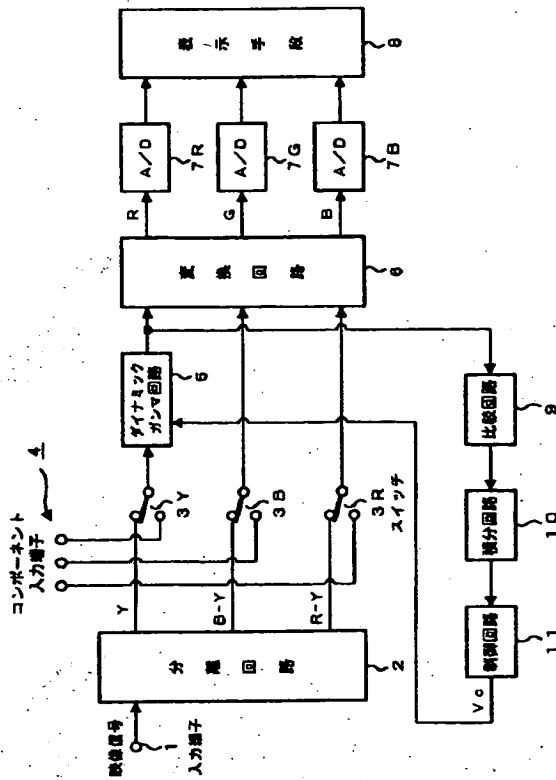 コンポーネント
入力端子
4
映像信号
1
入力端子
分離回路
2
Y
B-Y
R-Y
3Y
3B
3R
スイッチ
ダイナミック
ガンマ回路
5
変換回路
6
R
G
B
A/D
7R
A/D
7G
A/D
7B
表示手段
8
比較回路
9
積分回路
10
制御回路
11
Vc